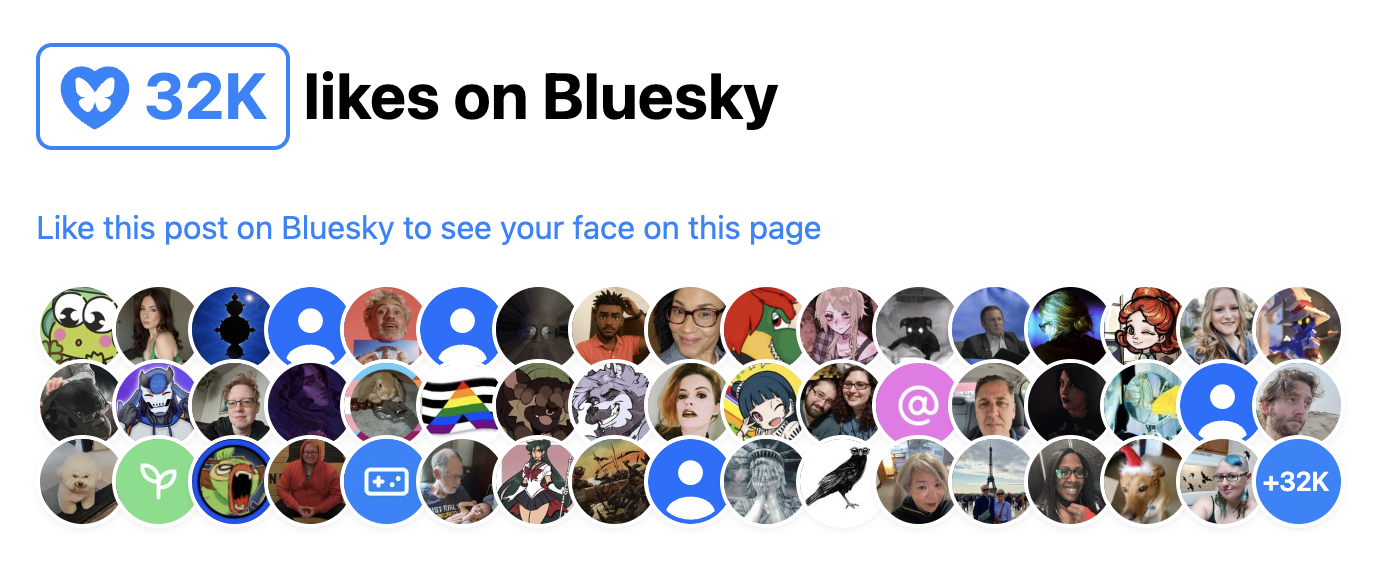 32K likes on Bluesky
Like this post on Bluesky to see your face on this page
@
+32K